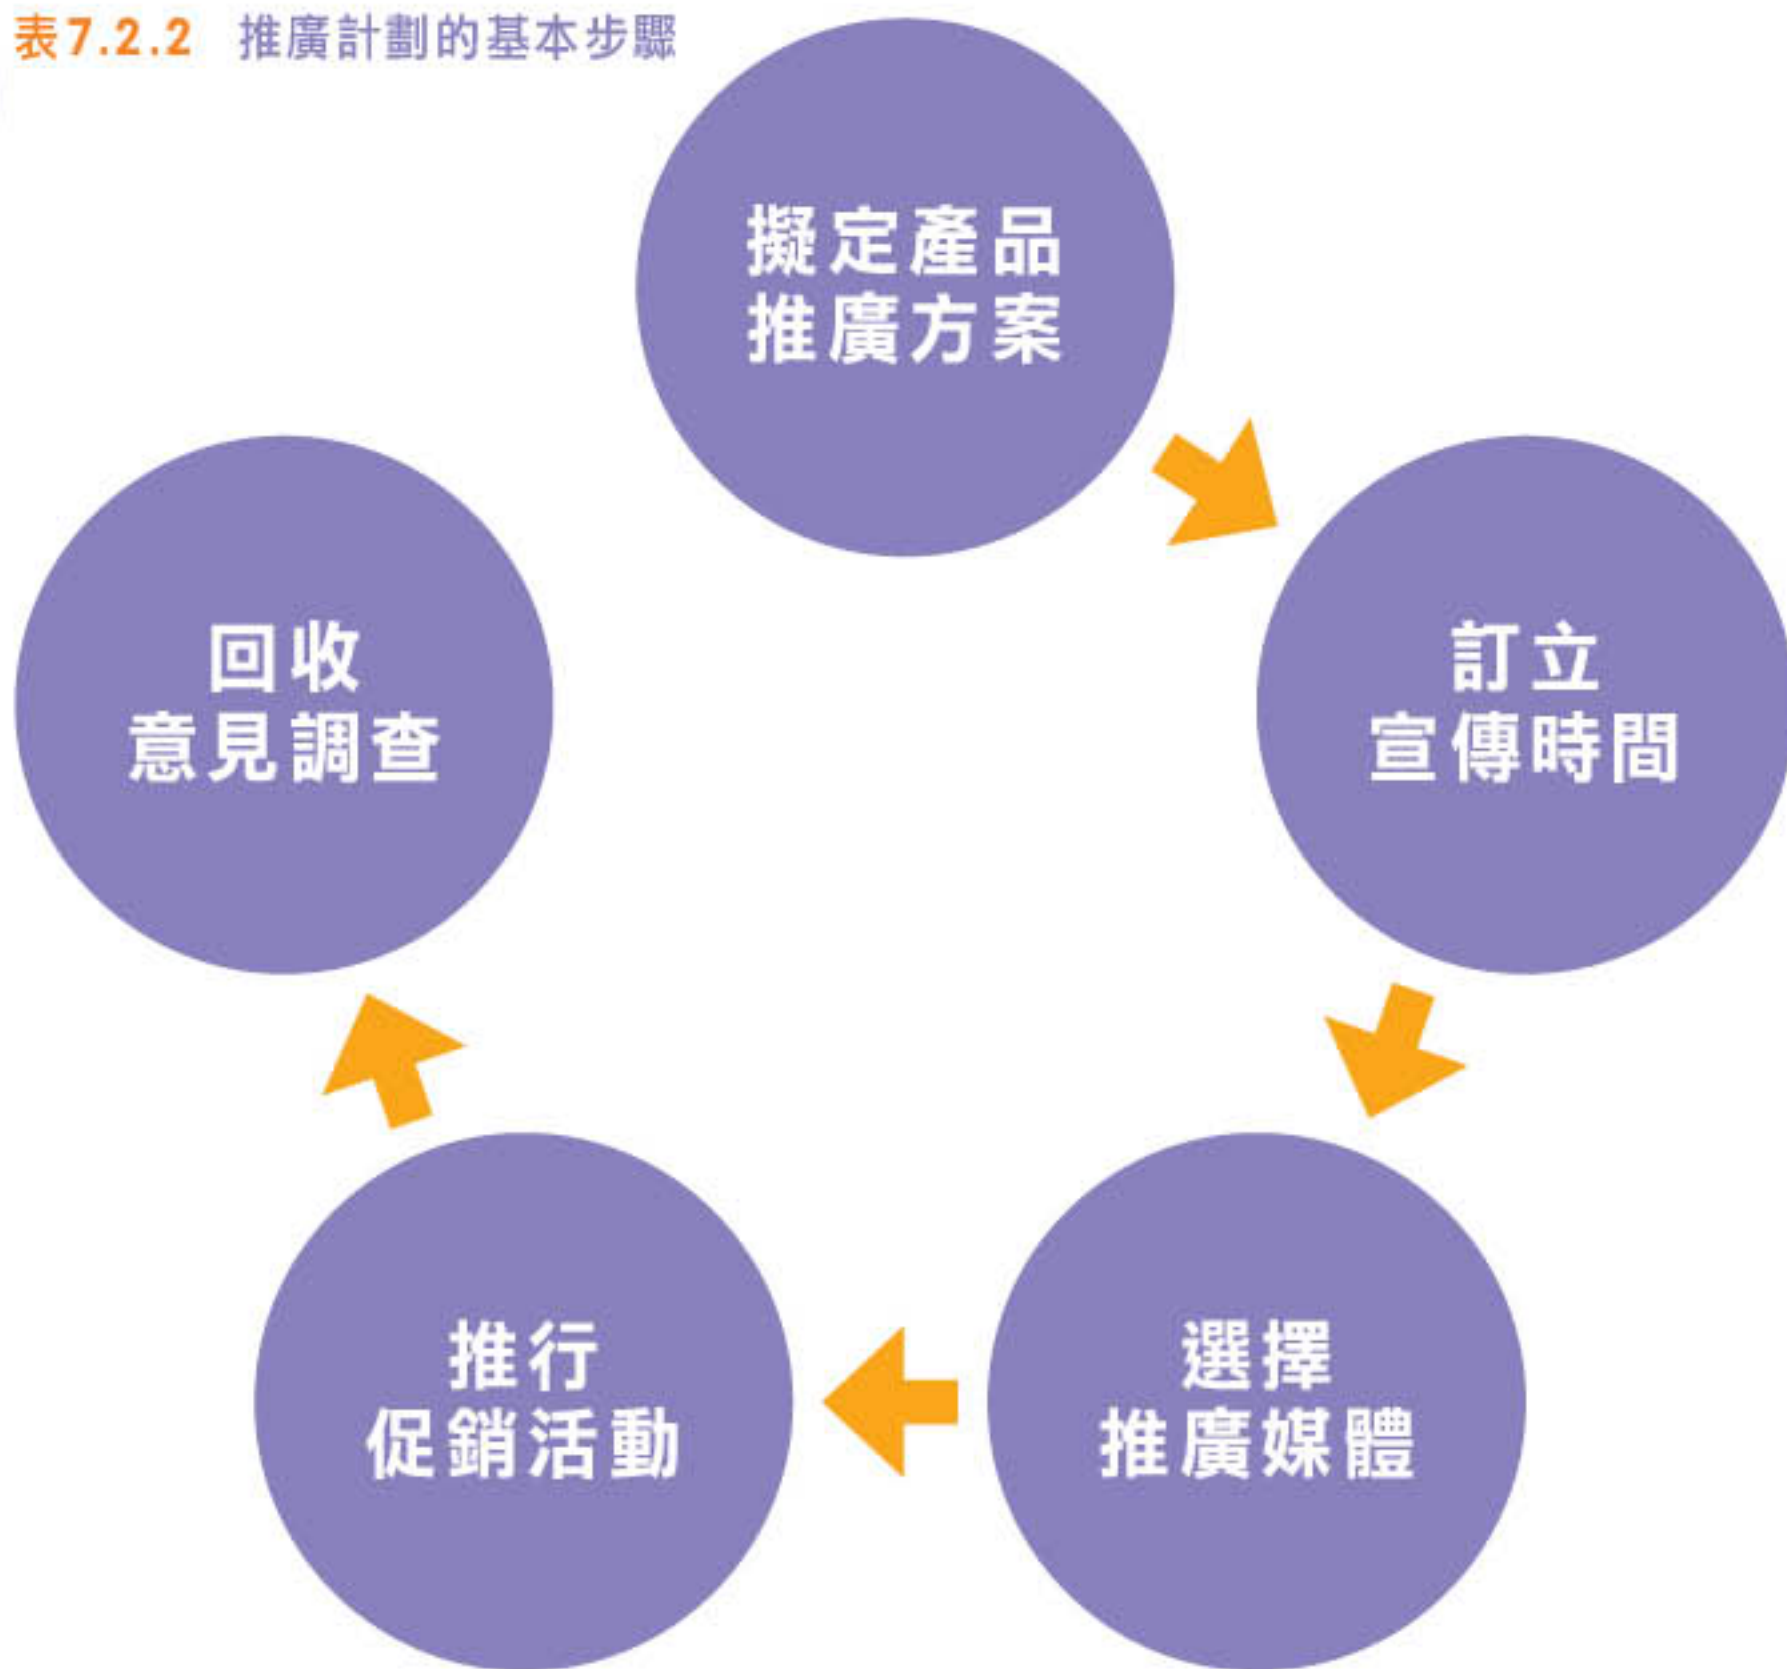 表7.2.2 推廣計劃的基本步驟
擬定產品
推廣方案
訂立
宣傳時間
選擇
推廣媒體
推行
促銷活動
回收
意見調查